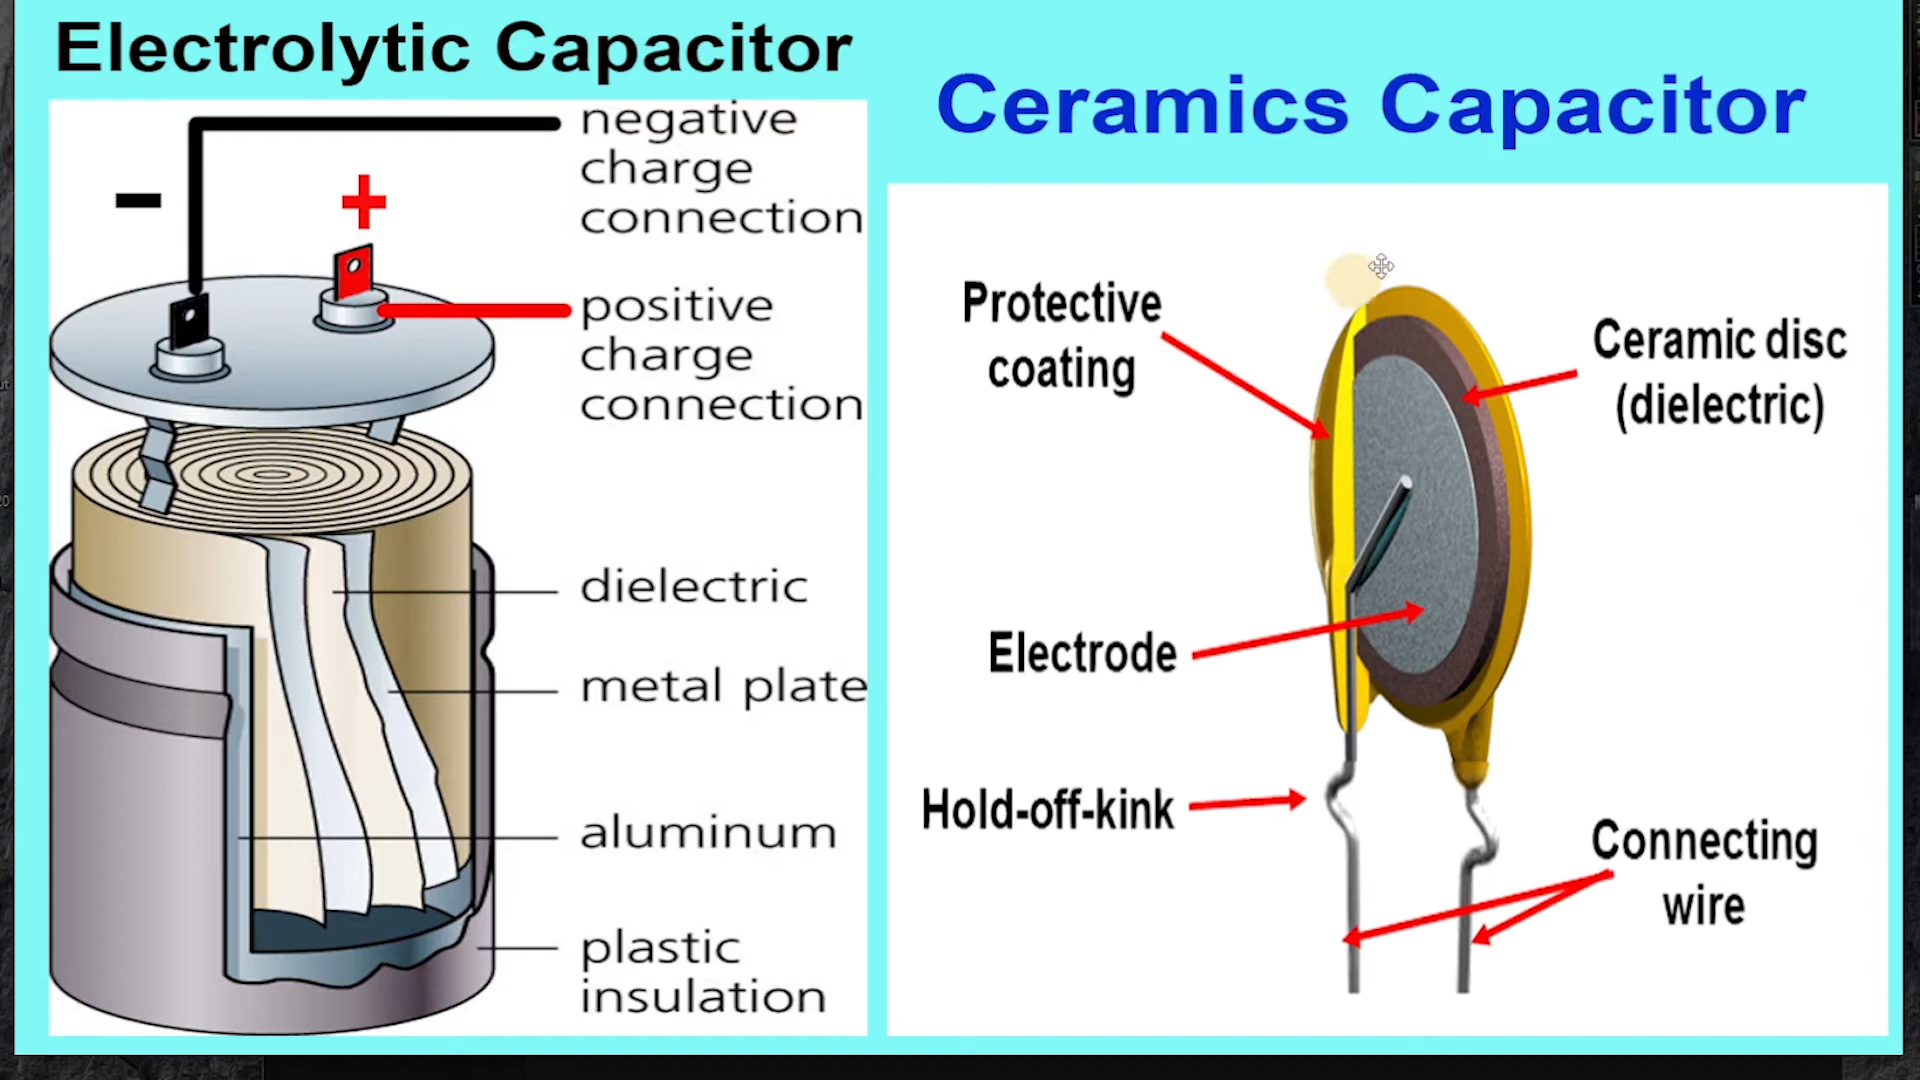 Electrolytic Capacitor
negative
charge
connection
−
+
positive
charge
connection
dielectric
metal plate
aluminum
plastic
insulation
Ceramics Capacitor
Protective
coating
Ceramic disc
(dielectric)
Electrode
Hold-off-kink
Connecting
wire